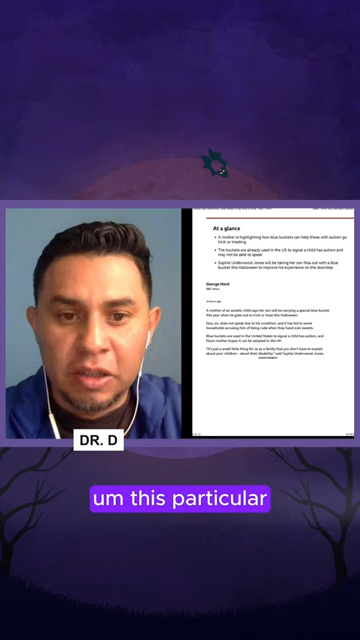 At a glance
A mother is highlighting how blue buckets can help those with autism go
trick or treating
The buckets are already used in the US to signal a child has autism and
may not be able to speak
Sophie Underwood-Jones will be taking her son Noa out with a blue
bucket this Halloween to improve his experience on the doorstep
George Herd
BBC News
A mother of an autistic child says her son will be carrying a special blue bucket
this year when he goes out to trick or treat this Halloween.
Noa, six, does not speak due to his condition, and it has led to some
households accusing him of being rude when they hand over sweets.
Blue buckets are used in the United States to signal a child has autism, and
Noa's mother hopes it can be adopted in the UK.
"It's just a small little thing for us as a family that you don't have to explain
about your children - about their disability," said Sophie Underwood-Jones.
DR. D
um this particular